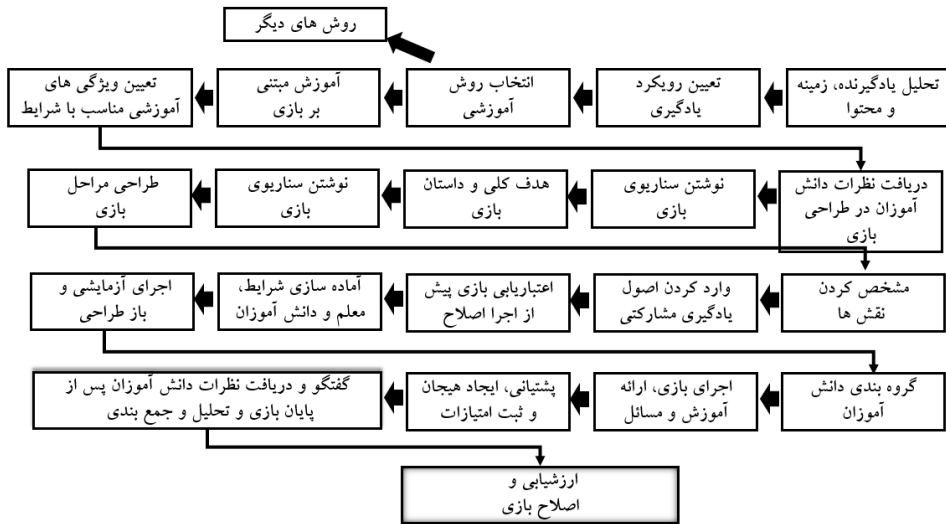 روش های دیگر
تحلیل یادگیرنده، زمینه
و محتوا
تعیین رویکرد
یادگیری
انتخاب روش
آموزشی
آموزش مبتنی
بر بازی
تعیین ویژگی های
آموزشی مناسب با شرایط
دریافت نظرات دانش
آموزان در طراحی
بازی
نوشتن سناریوی
بازی
هدف کلی و داستان
بازی
نوشتن سناریوی
بازی
طراحی مراحل
بازی
مشخص کردن
نقش ها
وارد کردن اصول
یادگیری مشارکتی
اعتباریابی بازی پیش
از اجرا اصلاح
آماده سازی شرایط،
معلم و دانش آموزان
اجرای آزمایشی و
باز طراحی
گروه بندی دانش
آموزان
اجرای بازی، ارائه
آموزش و مسائل
پشتیانی، ایجاد هیجان
و ثبت امتیازات
گفتگو و دریافت نظرات دانش آموزان پس از
پایان بازی و تحلیل و جمع بندی
ارزشیابی و
اصلاح بازی